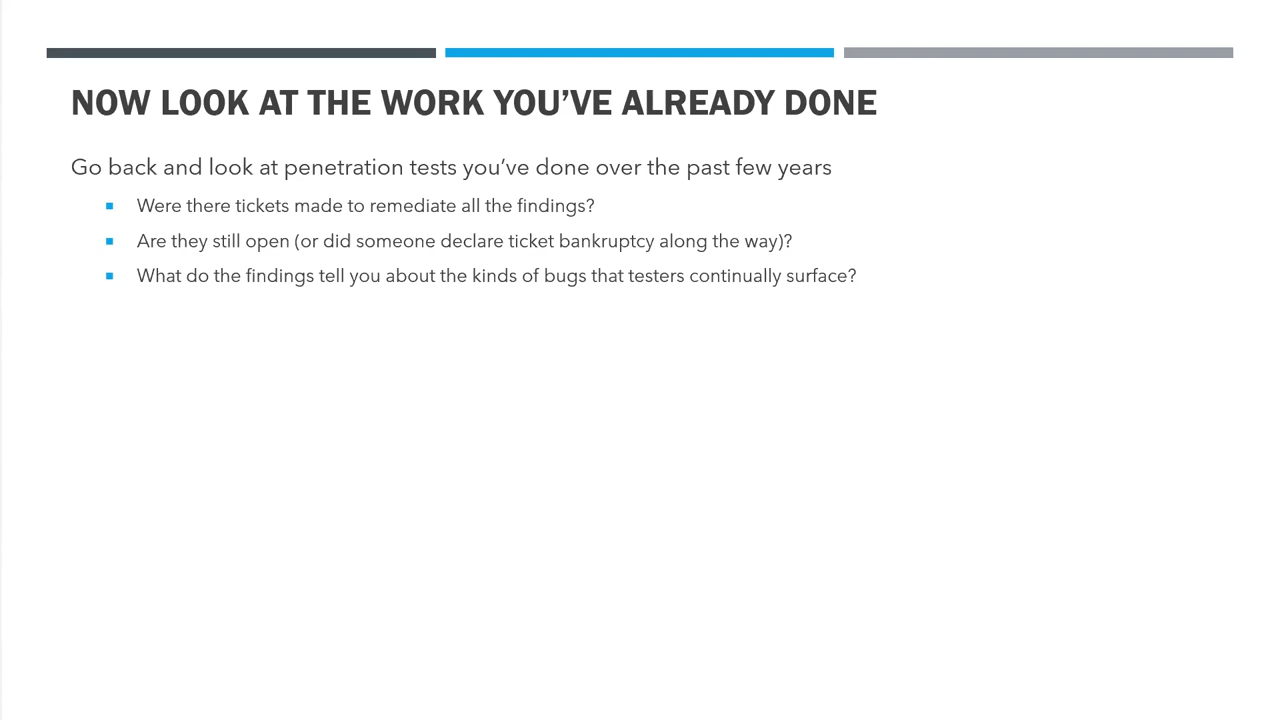 NOW LOOK AT THE WORK YOU’VE ALREADY DONE
Go back and look at penetration tests you’ve done over the past few years
Were there tickets made to remediate all the findings?
Are they still open (or did someone declare ticket bankruptcy along the way)?
What do the findings tell you about the kinds of bugs that testers continually surface?